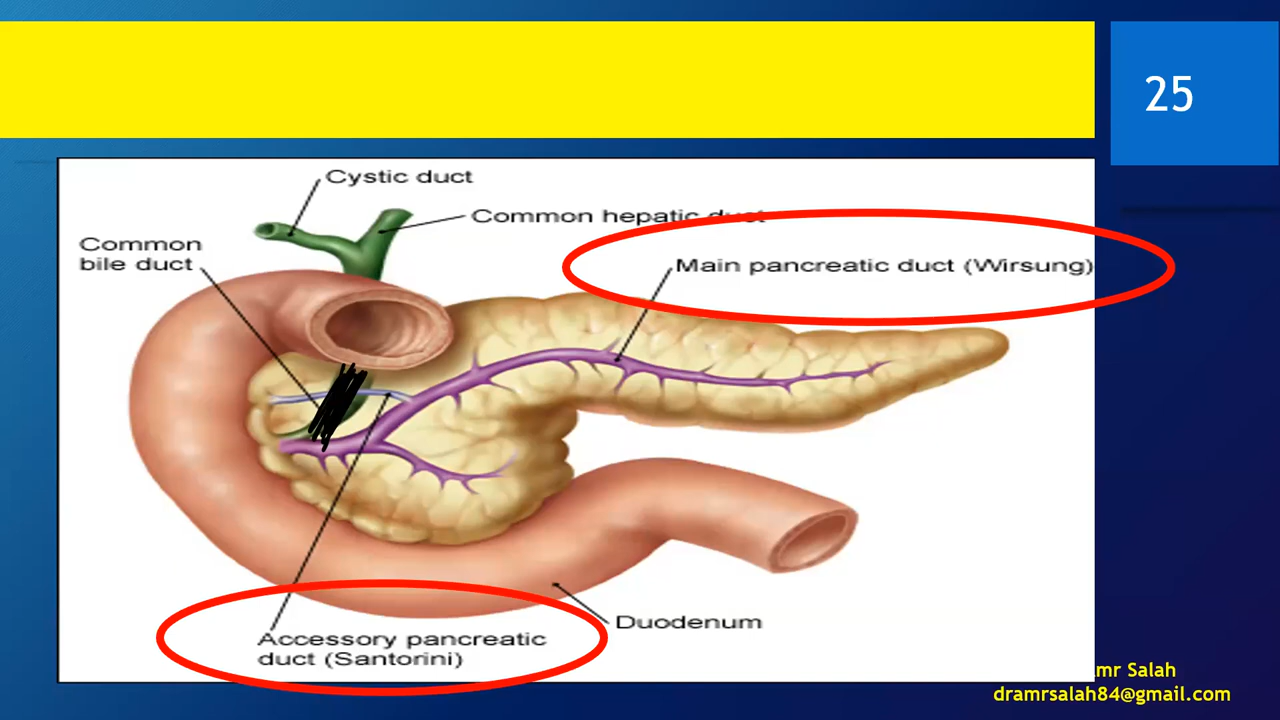 25
Cystic duct
Common hepatic duct
Common
bile duct
Main pancreatic duct (Wirsung)
Duodenum
Accessory pancreatic
duct (Santorini)
mr Salah
dramrsalah84@gmail.com